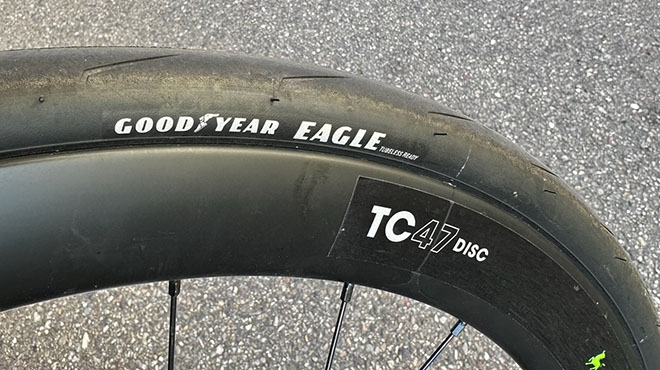 GOODYEAR EAGLE
TUBELESS READY
TC47 DISC